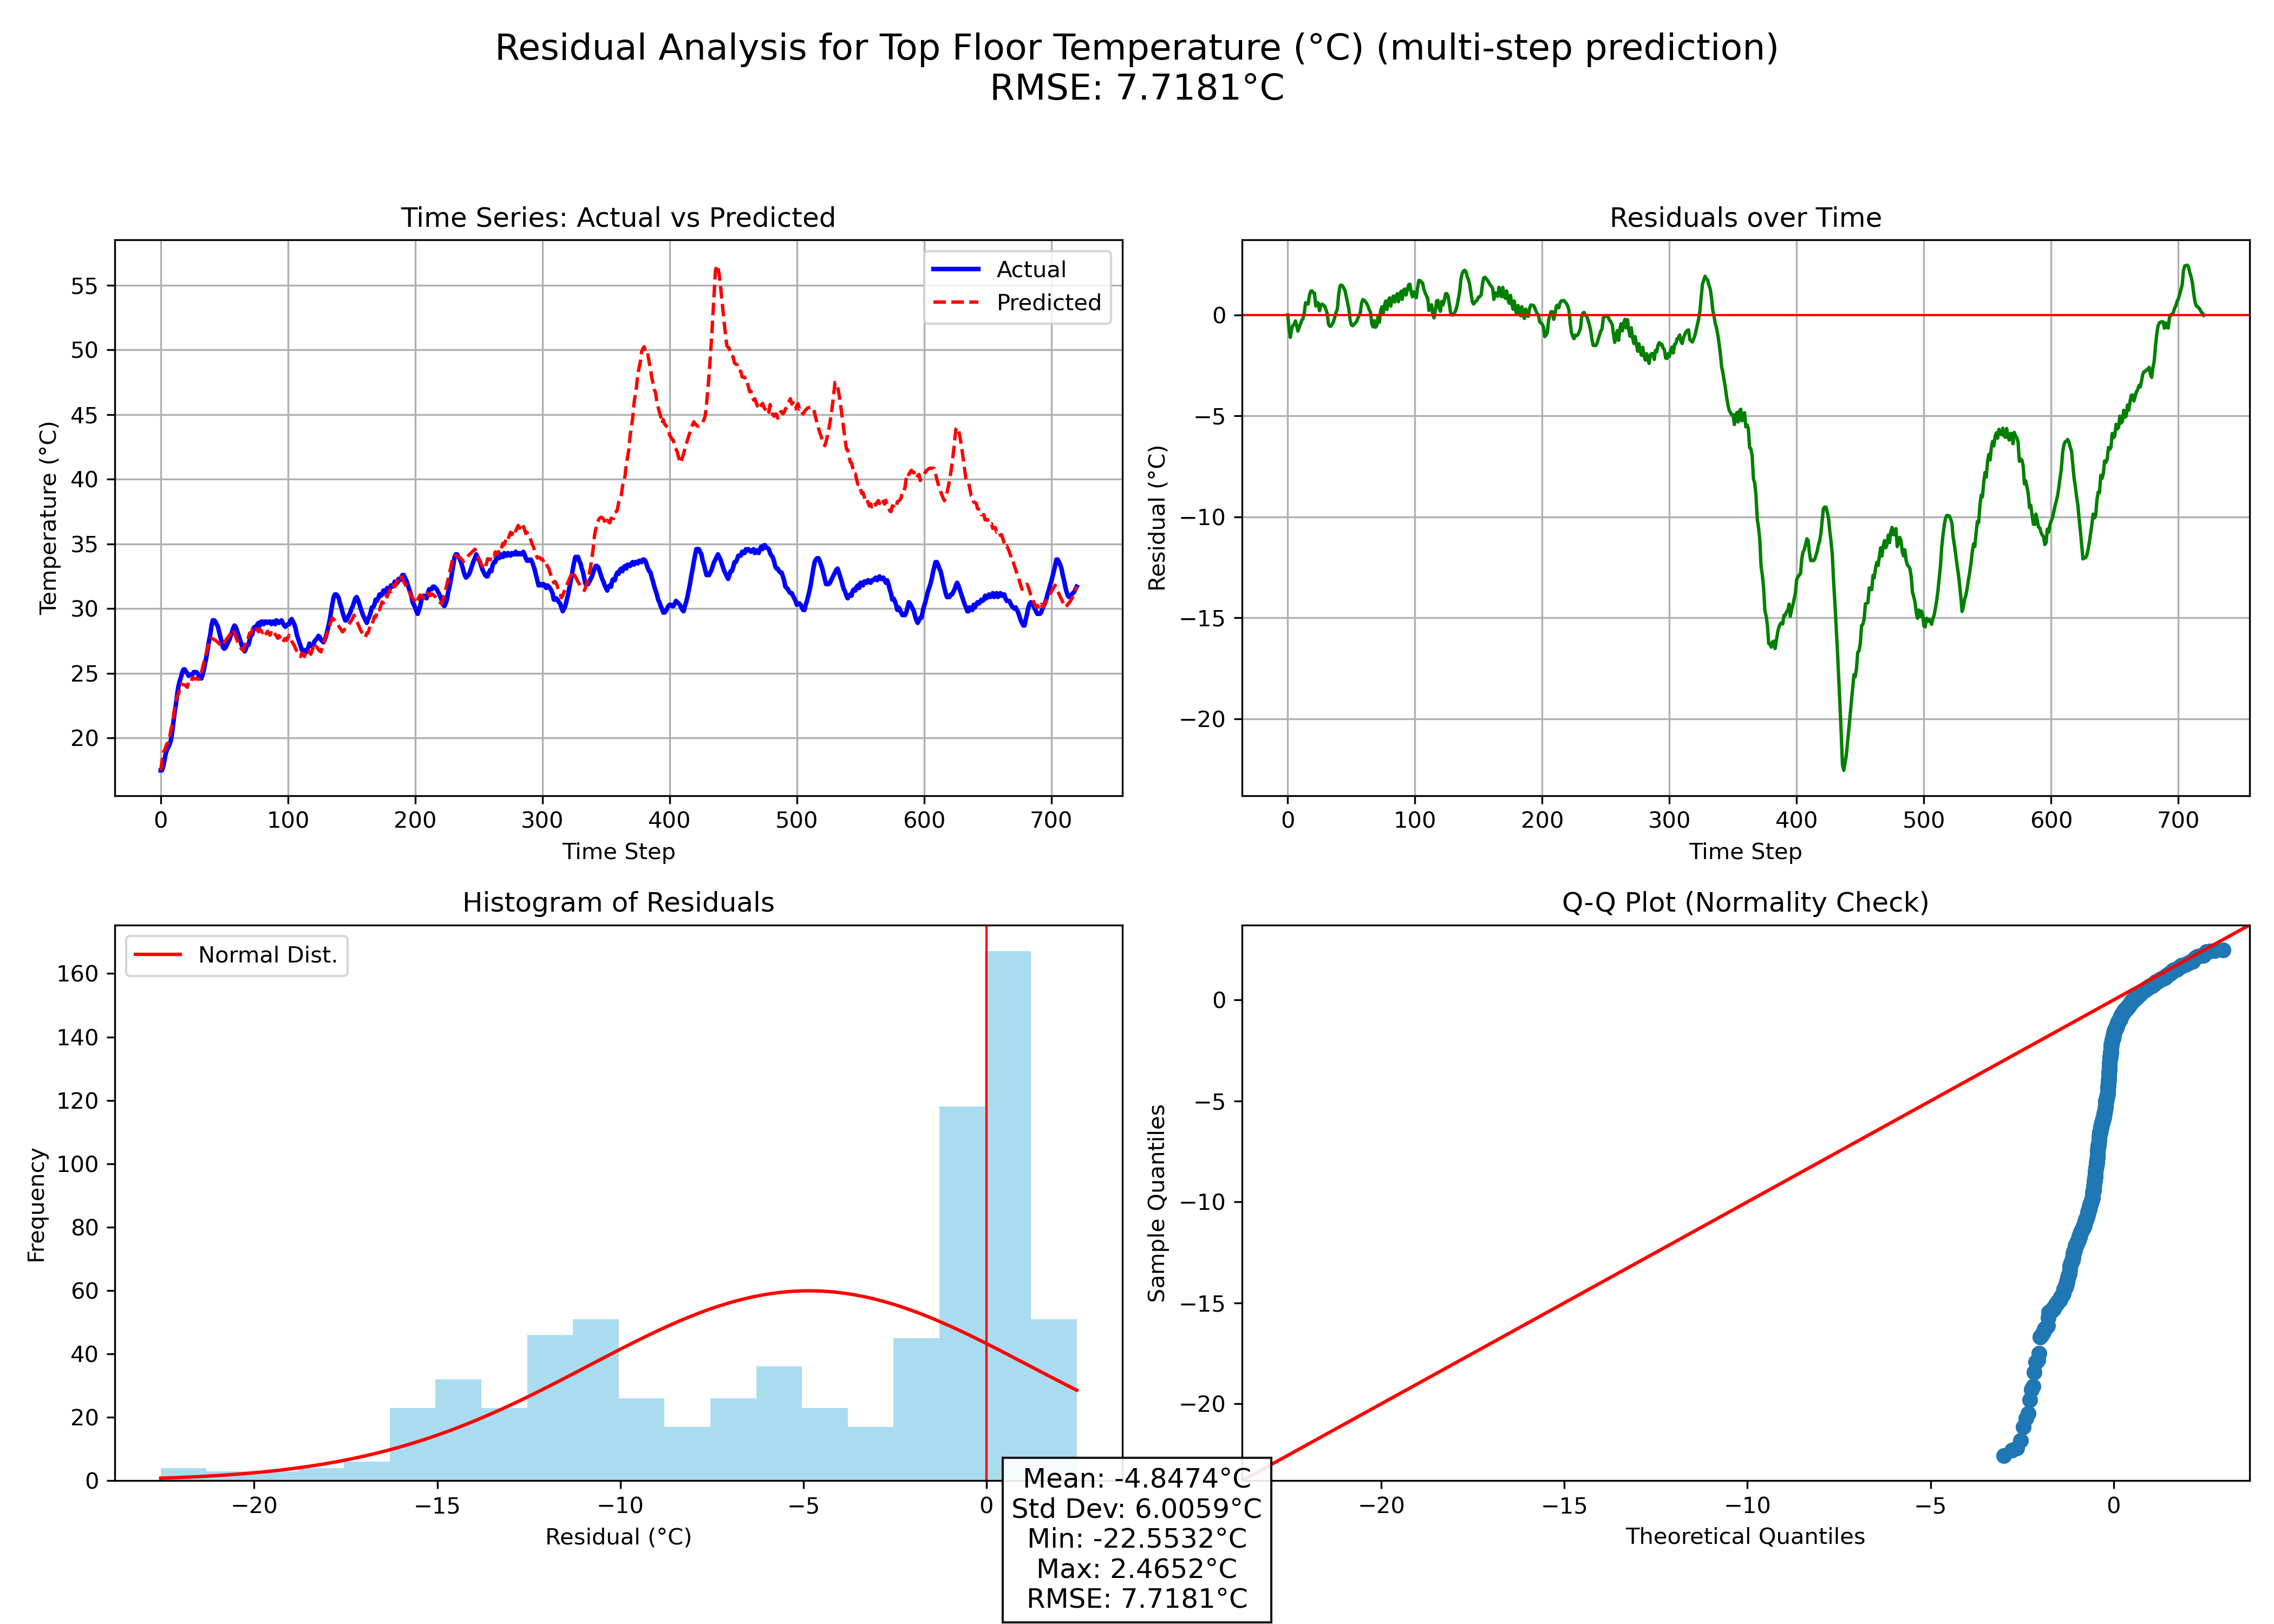 Residual Analysis for Top Floor Temperature (°C) (multi-step prediction)
RMSE: 7.7181°C
Time Series: Actual vs Predicted
Actual
Predicted
55
50
45
40
35
30
25
20
Temperature (°C)
0 100 200 300 400 500 600 700
Time Step
Residuals over Time
0
−5
−10
−15
−20
Residual (°C)
0 100 200 300 400 500 600 700
Time Step
Histogram of Residuals
Normal Dist.
160
140
120
100
80
60
40
20
0
Frequency
−20 −15 −10 −5 0
Residual (°C)
Q-Q Plot (Normality Check)
0
−5
−10
−15
−20
Sample Quantiles
−20 −15 −10 −5 0
Theoretical Quantiles
Mean: -4.8474°C
Std Dev: 6.0059°C
Min: -22.5532°C
Max: 2.4652°C
RMSE: 7.7181°C